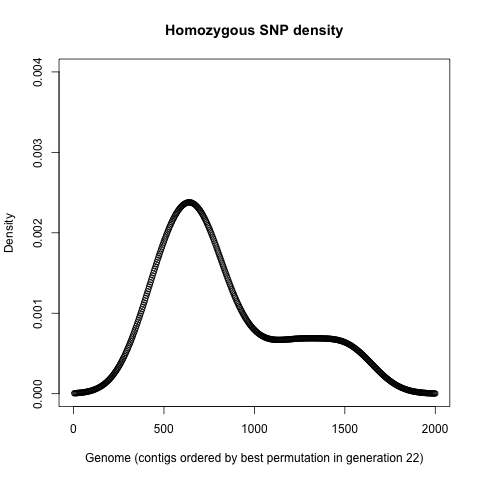 Homozygous SNP density
0.004
0.003
0.002
0.001
0.000
Density
0 500 1000 1500 2000
Genome (contigs ordered by best permutation in generation 22)